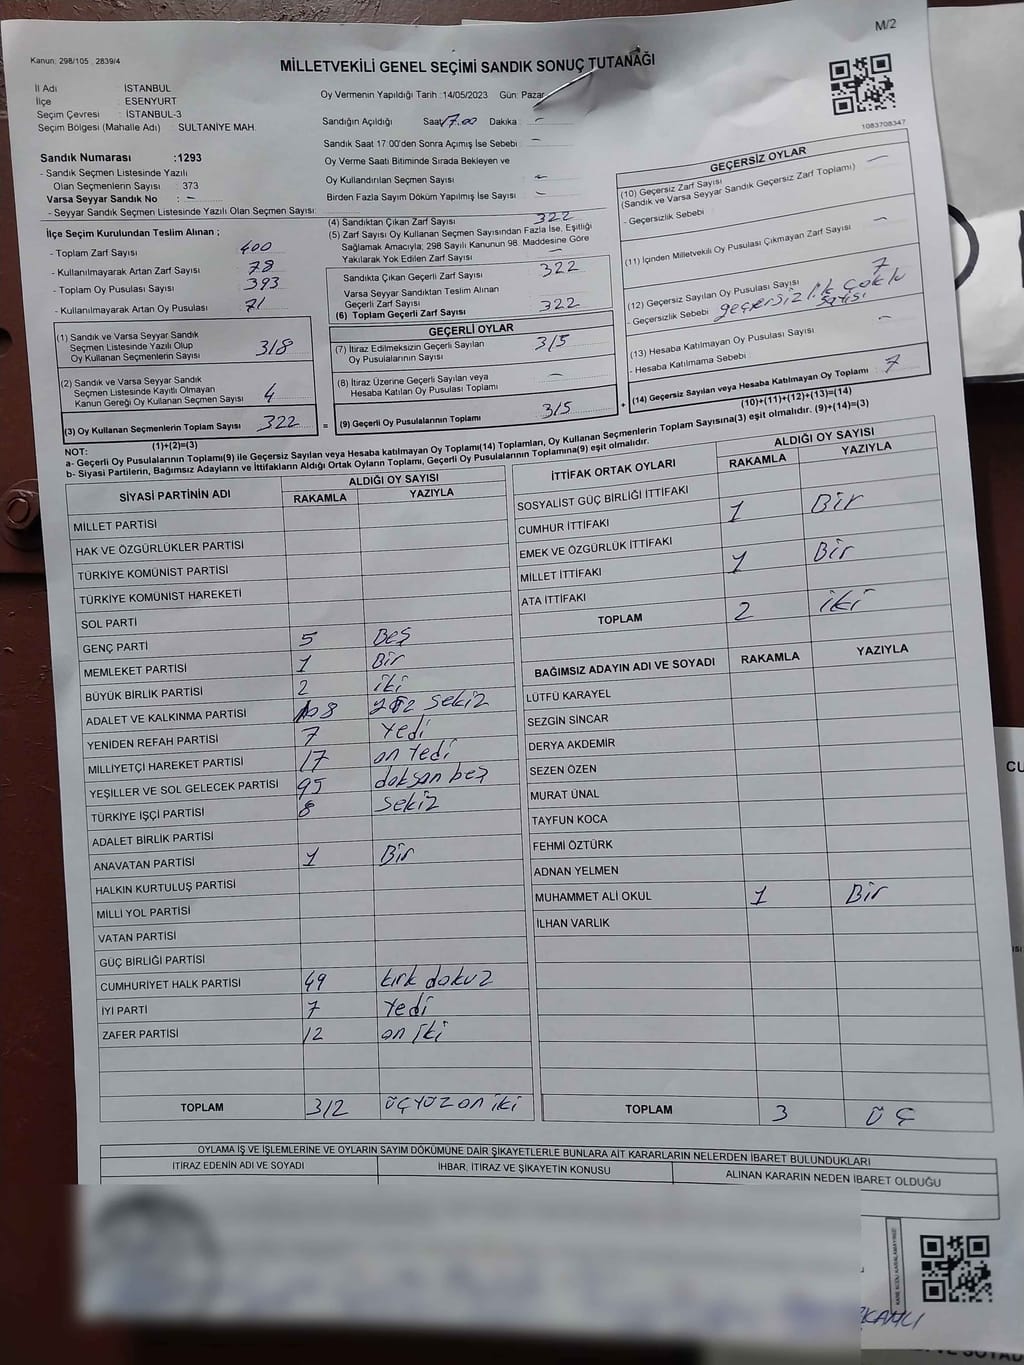 M/2
Kanun: 298/105 , 2839/4
MİLLETVEKİLİ GENEL SEÇİMİ SANDIK SONUÇ TUTANAĞI
İl Adı : İSTANBUL
İlçe : ESENYURT
Seçim Çevresi : İSTANBUL-3
Seçim Bölgesi (Mahalle Adı) SULTANİYE MAH.
Oy Vermenin Yapıldığı Tarih :14/05/2023 Gün: Pazar
Sandığın Açıldığı Saat 17.00 Dakika : -
Sandık Saat 17:00'den Sonra Açımış İse Sebebi : -
Oy Verme Saati Bitiminde Sırada Bekleyen ve
Oy Kullandırılan Seçmen Sayısı : -
Birden Fazla Sayım Döküm Yapılmış İse Sayısı : -
1083708347
Sandık Numarası :1293
- Sandık Seçmen Listesinde Yazılı
Olan Seçmenlerin Sayısı : 373
Varsa Seyyar Sandık No : -
- Seyyar Sandık Seçmen Listesinde Yazılı Olan Seçmen Sayısı:
İlçe Seçim Kurulundan Teslim Alınan ;
- Toplam Zarf Sayısı : 400
- Kullanılmayarak Artan Zarf Sayısı : 78
- Toplam Oy Pusulası Sayısı : 393
- Kullanılmayarak Artan Oy Pusulası : 71
(1) Sandık ve Varsa Seyyar Sandık
Seçmen Listesinde Yazılı Olup
Oy Kullanan Seçmenlerin Sayısı 318
(2) Sandık ve Varsa Seyyar Sandık
Seçmen Listesinde Kayıtlı Olmayan
Kanun Gereği Oy Kullanan Seçmen Sayısı 4
(3) Oy Kullanan Seçmenlerin Toplam Sayısı 322
(1)+(2)=(3)
(4) Sandıktan Çıkan Zarf Sayısı 322
(5) Zarf Sayısı Oy Kullanan Seçmen Sayısından Fazla İse, Eşitliği
Sağlamak Amacıyla; 298 Sayılı Kanunun 98. Maddesine Göre
Yakılarak Yok Edilen Zarf Sayısı -
Sandıkta Çıkan Geçerli Zarf Sayısı 322
Varsa Seyyar Sandıktan Teslim Alınan
Geçerli Zarf Sayısı
(6) Toplam Geçerli Zarf Sayısı 322
GEÇERLİ OYLAR
(7) İtiraz Edilmeksizin Geçerli Sayılan
Oy Pusulalarının Sayısı 315
(8) İtiraz Üzerine Geçerli Sayılan veya
Hesaba Katılan Oy Pusulası Toplamı -
= (9) Geçerli Oy Pusulalarının Toplamı 315
GEÇERSİZ OYLAR
(10) Geçersiz Zarf Sayısı -
(Sandık ve Varsa Seyyar Sandık Geçersiz Zarf Toplamı)
- Geçersizlik Sebebi
(11) İçinden Milletvekili Oy Pusulası Çıkmayan Zarf Sayısı -
(12) Geçersiz Sayılan Oy Pusulası Sayısı 7
- Geçersizlik Sebebi geçersizlik çoklu
(13) Hesaba Katılmayan Oy Pusulası Sayısı -
- Hesaba Katılmama Sebebi
+ (14) Geçersiz Sayılan veya Hesaba Katılmayan Oy Toplamı 7
(10)+(11)+(12)+(13)=(14)
NOT:
a- Geçerli Oy Pusulalarının Toplamı(9) ile Geçersiz Sayılan veya Hesaba katılmayan Oy Toplamı(14) Toplamları, Oy Kullanan Seçmenlerin Toplam Sayısına(3) eşit olmalıdır. (9)+(14)=(3)
b- Siyasi Partilerin, Bağımsız Adayların ve İttifakların Aldığı Ortak Oyların Toplamı, Geçerli Oy Pusulalarının Toplamına(9) eşit olmalıdır.
SİYASİ PARTİNİN ADI ALDIĞI OY SAYISI
RAKAMLA YAZIYLA
MİLLET PARTİSİ
HAK VE ÖZGÜRLÜKLER PARTİSİ
TÜRKİYE KOMÜNİST PARTİSİ
TÜRKİYE KOMÜNİST HAREKETİ
SOL PARTİ
GENÇ PARTİ 5 BEŞ
MEMLEKET PARTİSİ 1 Bir
BÜYÜK BİRLİK PARTİSİ 2 iki
ADALET VE KALKINMA PARTİSİ 108 yüz sekiz
YENİDEN REFAH PARTİSİ 7 Yedi
MİLLİYETÇİ HAREKET PARTİSİ 17 on Yedi
YEŞİLLER VE SOL GELECEK PARTİSİ 95 doksan beş
TÜRKİYE İŞÇİ PARTİSİ 8 sekiz
ADALET BİRLİK PARTİSİ
ANAVATAN PARTİSİ 1 Bir
HALKIN KURTULUŞ PARTİSİ
MİLLİ YOL PARTİSİ
VATAN PARTİSİ
GÜÇ BİRLİĞİ PARTİSİ
CUMHURİYET HALK PARTİSİ 49 kırk dokuz
İYİ PARTİ 7 Yedi
ZAFER PARTİSİ 12 on iki
TOPLAM 312 ÜÇYÜZ on iki
İTTİFAK ORTAK OYLARI ALDIĞI OY SAYISI
RAKAMLA YAZIYLA
SOSYALİST GÜÇ BİRLİĞİ İTTİFAKI
CUMHUR İTTİFAKI 1 Bir
EMEK VE ÖZGÜRLÜK İTTİFAKI
MİLLET İTTİFAKI 1 Bir
ATA İTTİFAKI
TOPLAM 2 iki
BAĞIMSIZ ADAYIN ADI VE SOYADI RAKAMLA YAZIYLA
LÜTFÜ KARAYEL
SEZGİN SİNCAR
DERYA AKDEMİR
SEZEN ÖZEN
MURAT ÜNAL
TAYFUN KOCA
FEHMİ ÖZTÜRK
ADNAN YELMEN
MUHAMMET ALİ OKUL 1 Bir
İLHAN VARLIK
TOPLAM 3 ÜÇ
OYLAMA İŞ VE İŞLEMLERİNE VE OYLARIN SAYIM DÖKÜMÜNE DAİR ŞİKAYETLERLE BUNLARA AİT KARARLARIN NELERDEN İBARET BULUNDUKLARI
İTİRAZ EDENİN ADI VE SOYADI İHBAR, İTİRAZ VE ŞİKAYETİN KONUSU ALINAN KARARIN NEDEN İBARET OLDUĞU
KARE KODU KARALAMAYINIZ!